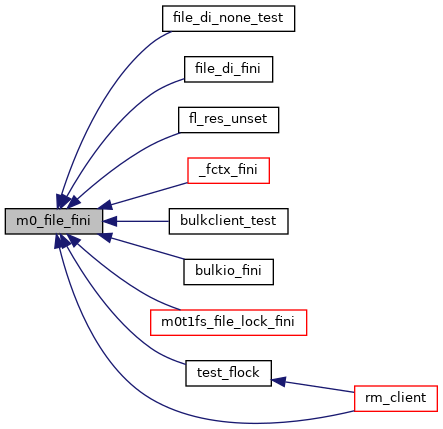 file_di_none_test
file_di_fini
fl_res_unset
_fctx_fini
m0_file_fini
bulkclient_test
bulkio_fini
m0t1fs_file_lock_fini
test_flock
rm_client